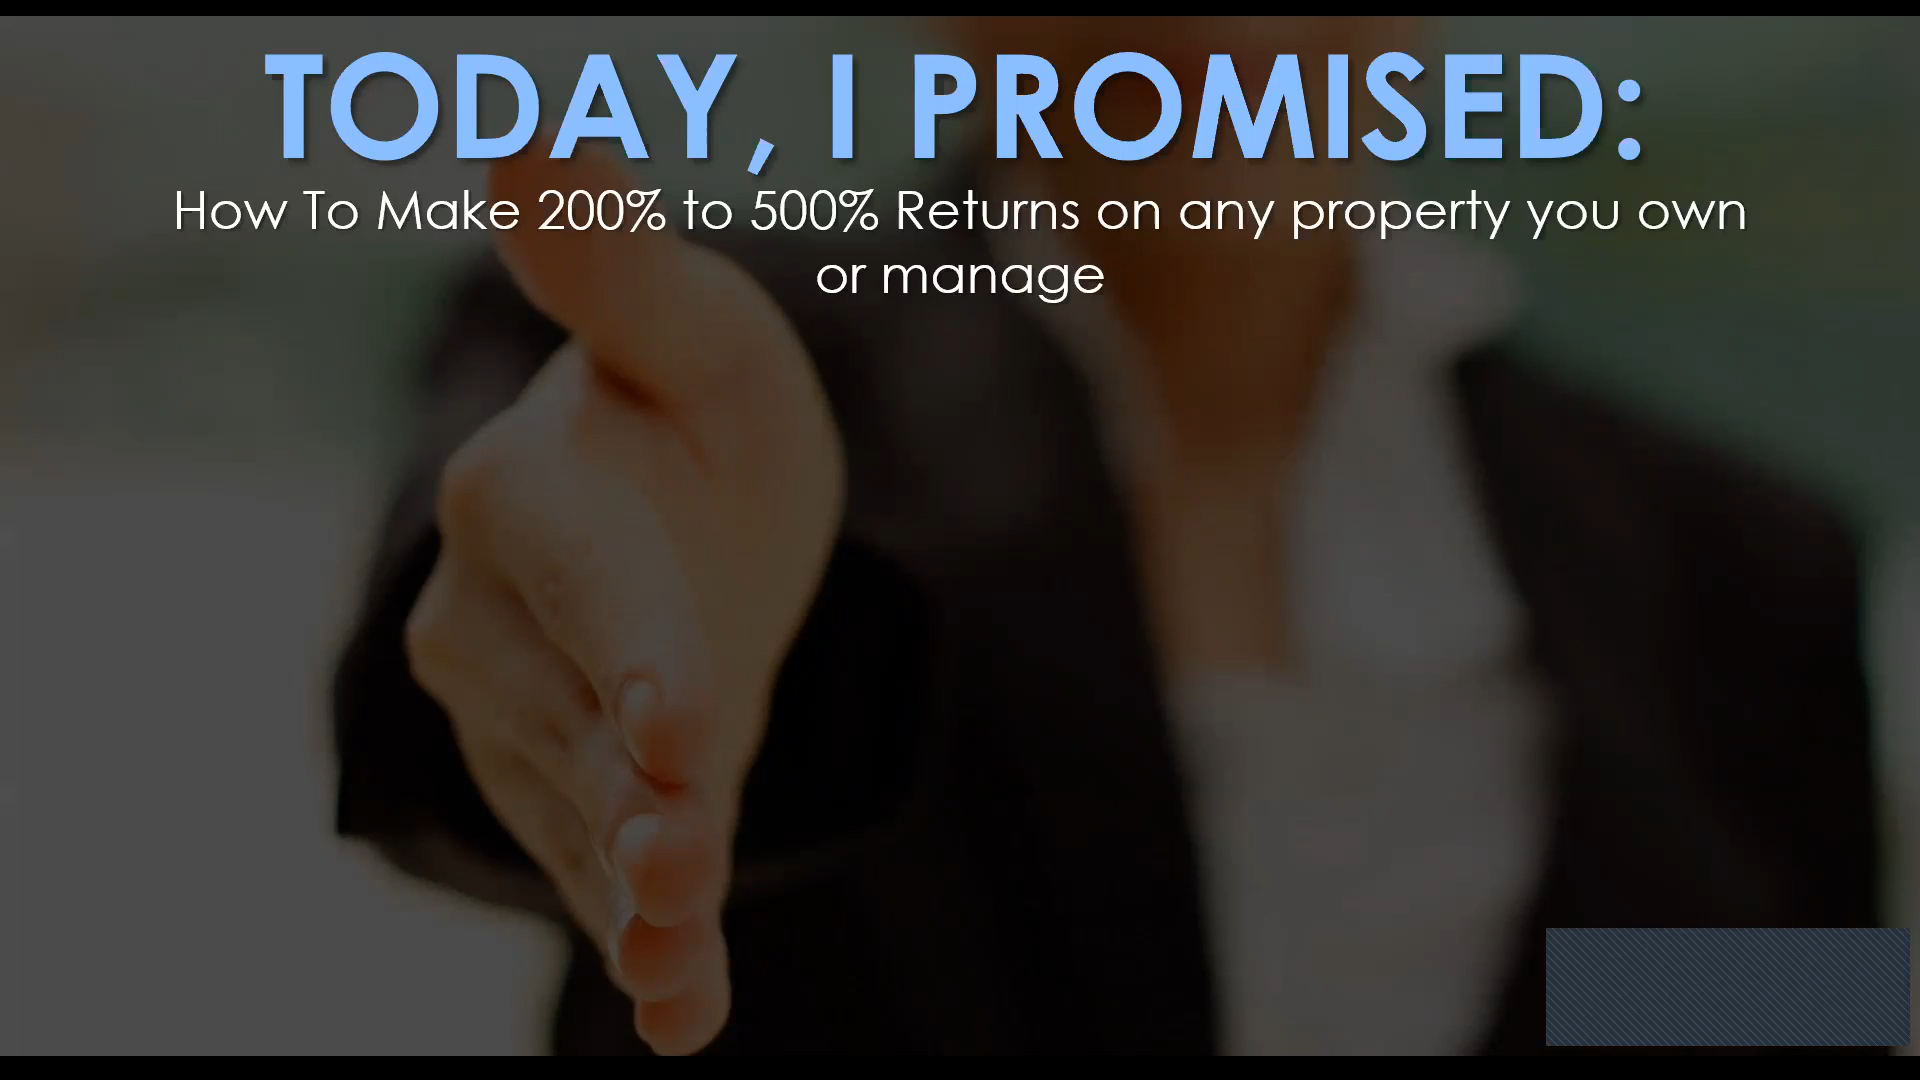 TODAY, I PROMISED:
How To Make 200% to 500% Returns on any property you own
or manage